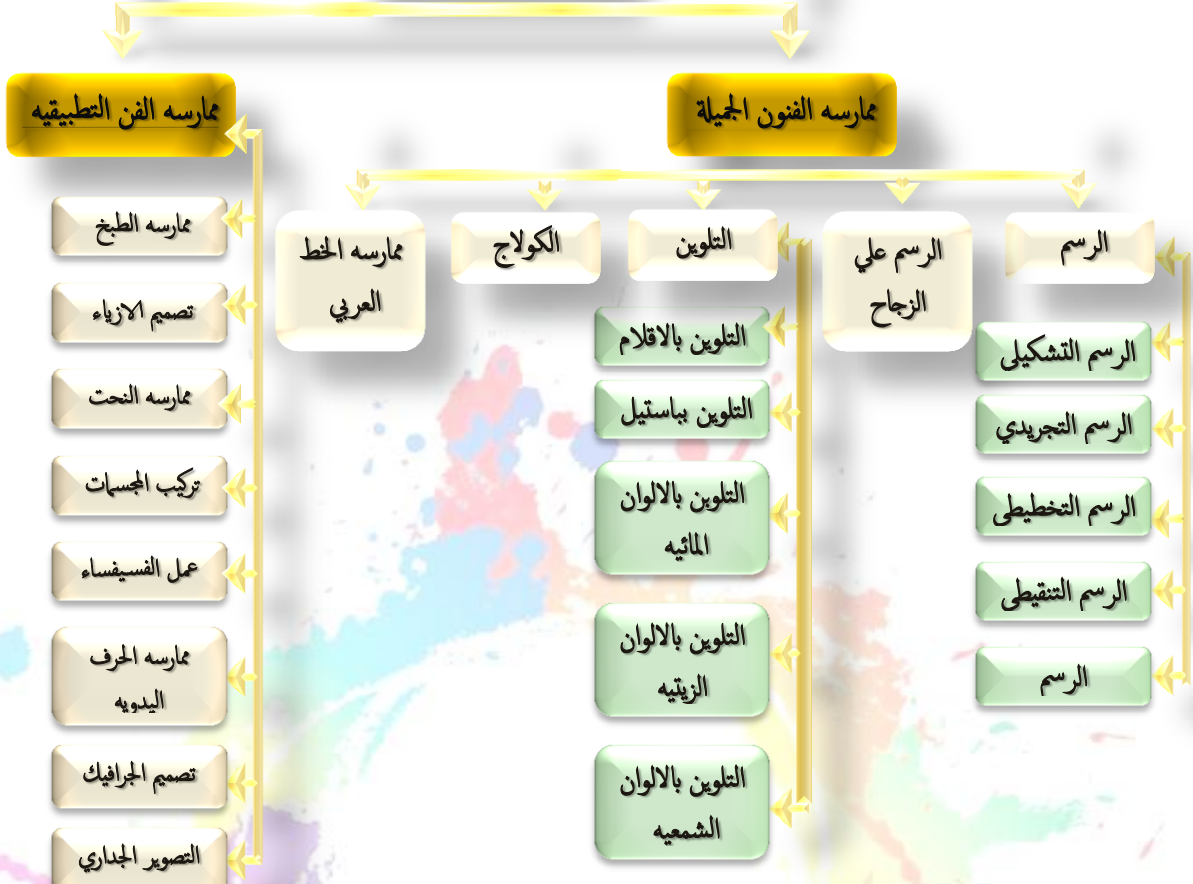 ممارسه الفنون الجميلة
ممارسه الفن التطبيقيه
الرسم
الرسم التشكيلى
الرسم التجريدي
الرسم التخطيطى
الرسم التنقيطى
الرسم
الرسم علي
الزجاح
التلوين
التلوين بالاقلام
التلوين بباستيل
التلوين بالالوان
المائيه
التلوين بالالوان
الزيتيه
التلوين بالالوان
الشمعيه
الكولاج
ممارسه الخط
العربي
ممارسه الطبخ
تصميم الازياء
ممارسه النحت
تركيب المجسمات
عمل الفسيفساء
ممارسه الحرف
اليدويه
تصميم الجرافيك
التصوير الجداري